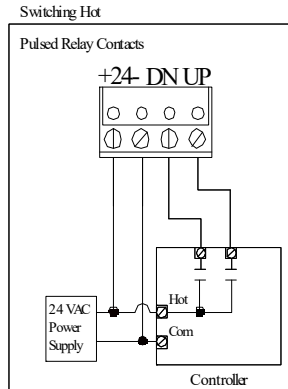 Switching Hot
Pulsed Relay Contacts
+24- DN UP
Hot
24 VAC
Power
Supply
Com
Controller